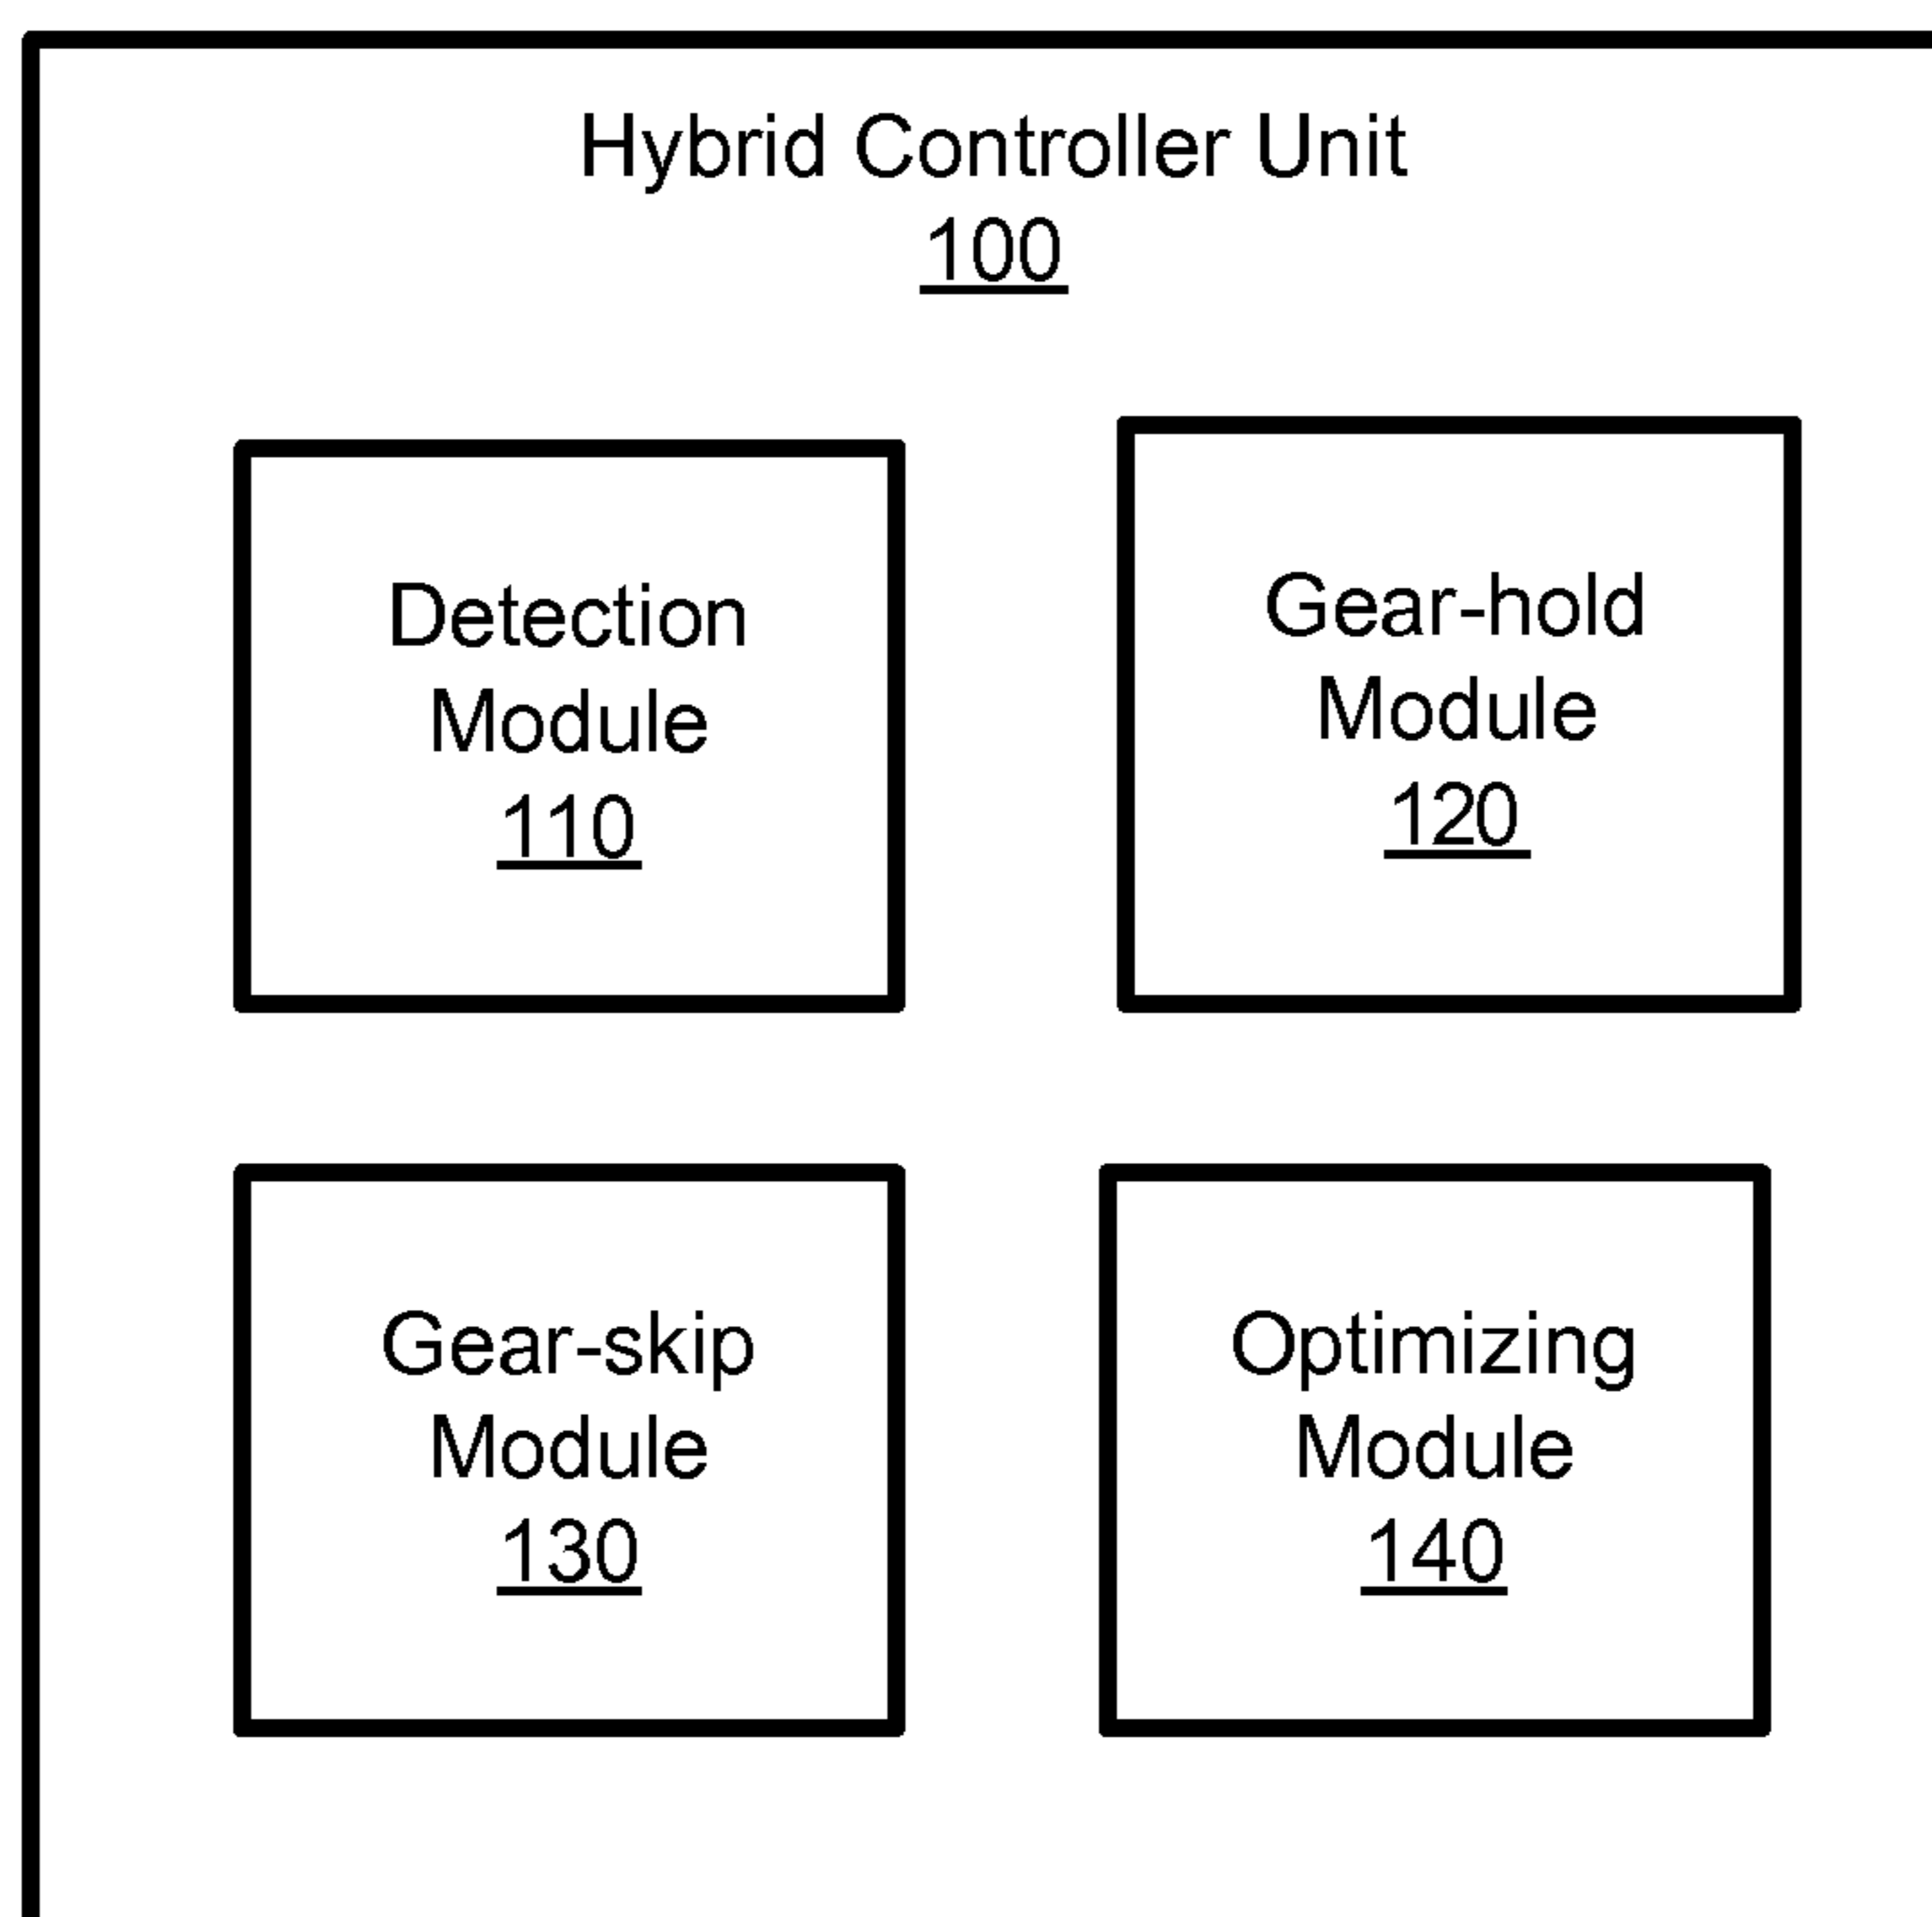 Hybrid Controller Unit
100
Detection
Module
110
Gear-hold
Module
120
Gear-skip
Module
130
Optimizing
Module
140